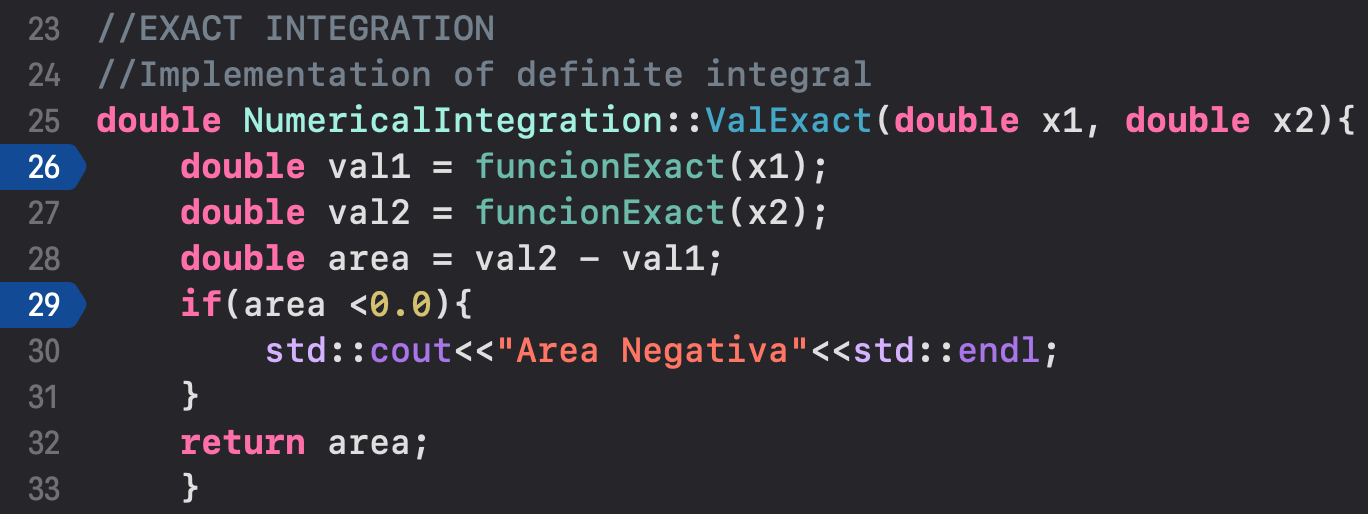 23 //EXACT INTEGRATION
24 //Implementation of definite integral
25 double NumericalIntegration::ValExact(double x1, double x2){
26     double val1 = funcionExact(x1);
27     double val2 = funcionExact(x2);
28     double area = val2 - val1;
29     if(area <0.0){
30         std::cout<<"Area Negativa"<<std::endl;
31     }
32     return area;
33     }